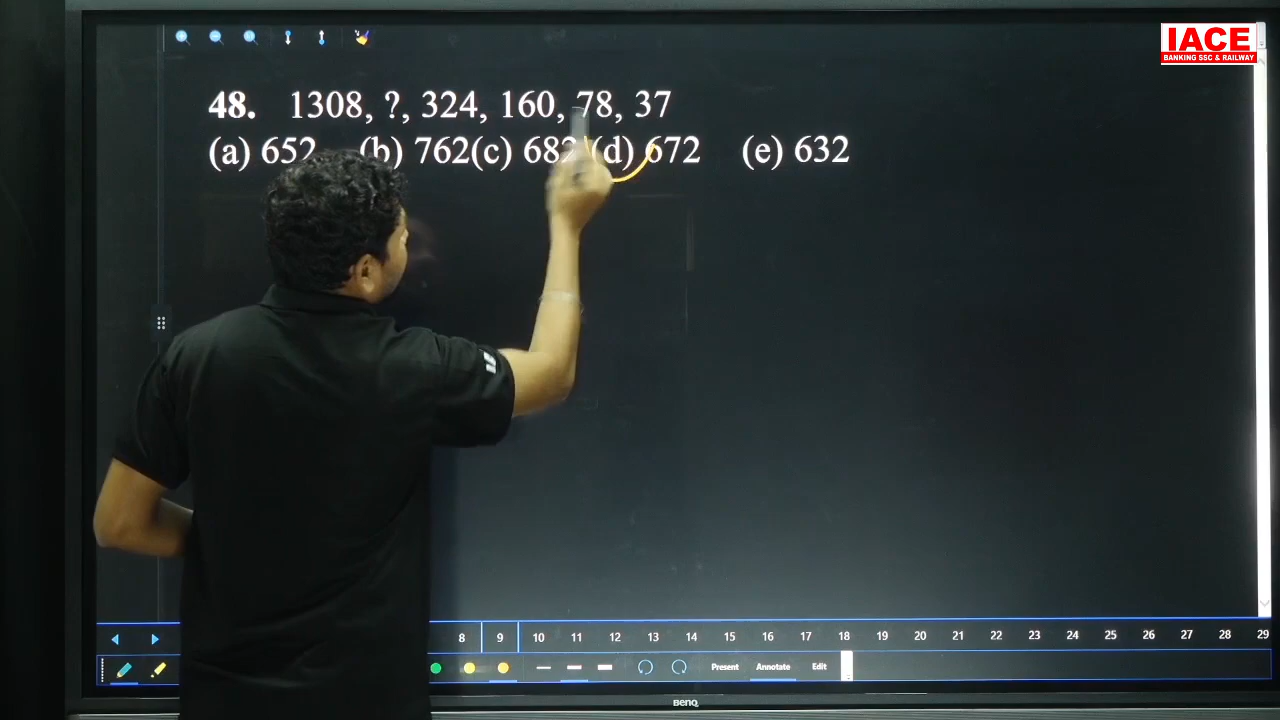 IACE
BANKING SSC & RAILWAY
48. 1308, ?, 324, 160, 78, 37
(a) 652 (b) 762(c) 682 (d) 672 (e) 632
8 9 10 11 12 13 14 15 16 17 18 19 20 21 22 23 24 25 26 27 28 29
Present Annotate Edit
BenQ